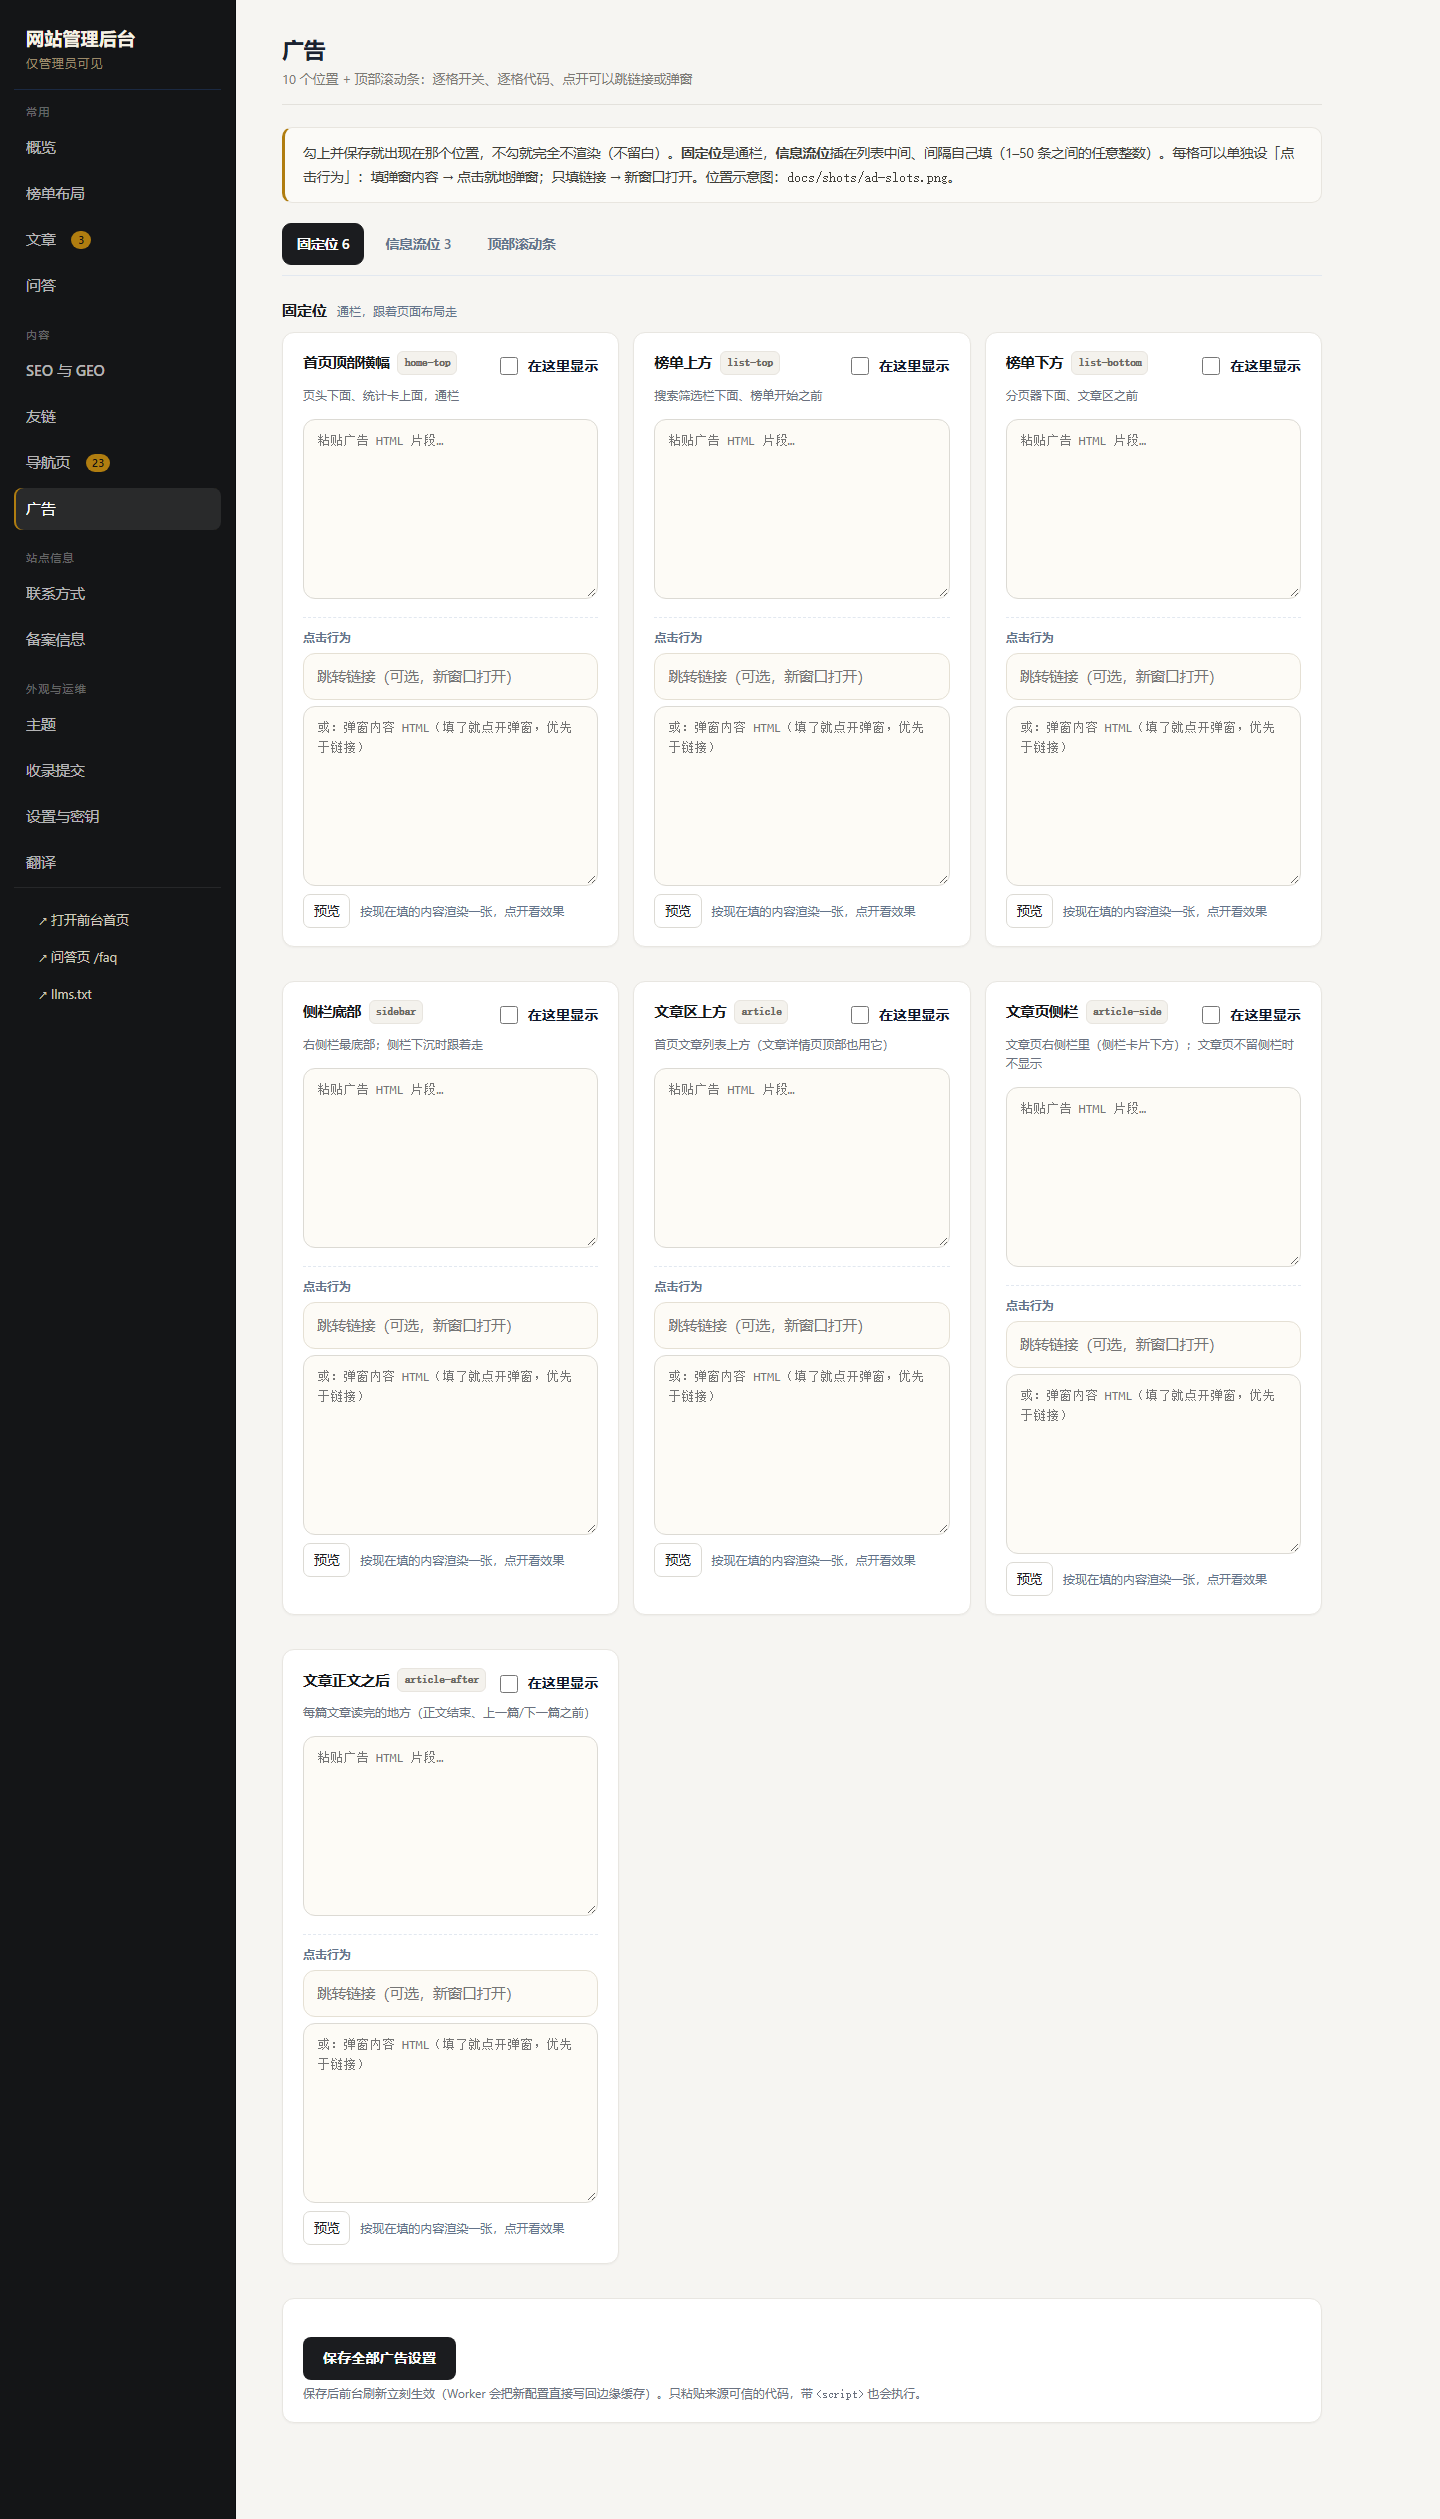 网站管理后台
仅管理员可见
常用
概览
榜单布局
文章 3
问答
内容
SEO 与 GEO
友链
导航页 23
广告
站点信息
联系方式
备案信息
外观与运维
主题
收录提交
设置与密钥
翻译
↗ 打开前台首页
↗ 问答页 /faq
↗ llms.txt
广告
10 个位置 + 顶部滚动条：逐格开关、逐格代码、点开可以跳链接或弹窗
勾上并保存就出现在那个位置，不勾就完全不渲染（不留白）。固定位是通栏，信息流位插在列表中间、间隔自己填（1–50 条之间的任意整数）。每格可以单独设「点
击行为」：填弹窗内容 → 点击就地弹窗；只填链接 → 新窗口打开。位置示意图：docs/shots/ad-slots.png。
固定位 6 信息流位 3 顶部滚动条
固定位 通栏，跟着页面布局走
首页顶部横幅 home-top 在这里显示
页头下面、统计卡上面，通栏
粘贴广告 HTML 片段…
点击行为
跳转链接（可选，新窗口打开）
或：弹窗内容 HTML（填了就点开弹窗，优先
于链接）
预览 按现在填的内容渲染一张，点开看效果
榜单上方 list-top 在这里显示
搜索筛选栏下面、榜单开始之前
粘贴广告 HTML 片段…
点击行为
跳转链接（可选，新窗口打开）
或：弹窗内容 HTML（填了就点开弹窗，优先
于链接）
预览 按现在填的内容渲染一张，点开看效果
榜单下方 list-bottom 在这里显示
分页器下面、文章区之前
粘贴广告 HTML 片段…
点击行为
跳转链接（可选，新窗口打开）
或：弹窗内容 HTML（填了就点开弹窗，优先
于链接）
预览 按现在填的内容渲染一张，点开看效果
侧栏底部 sidebar 在这里显示
右侧栏最底部；侧栏下沉时跟着走
粘贴广告 HTML 片段…
点击行为
跳转链接（可选，新窗口打开）
或：弹窗内容 HTML（填了就点开弹窗，优先
于链接）
预览 按现在填的内容渲染一张，点开看效果
文章区上方 article 在这里显示
首页文章列表上方（文章详情页顶部也用它）
粘贴广告 HTML 片段…
点击行为
跳转链接（可选，新窗口打开）
或：弹窗内容 HTML（填了就点开弹窗，优先
于链接）
预览 按现在填的内容渲染一张，点开看效果
文章页侧栏 article-side 在这里显示
文章页右侧栏里（侧栏卡片下方）；文章页不留侧栏时
不显示
粘贴广告 HTML 片段…
点击行为
跳转链接（可选，新窗口打开）
或：弹窗内容 HTML（填了就点开弹窗，优先
于链接）
预览 按现在填的内容渲染一张，点开看效果
文章正文之后 article-after 在这里显示
每篇文章读完的地方（正文结束、上一篇/下一篇之前）
粘贴广告 HTML 片段…
点击行为
跳转链接（可选，新窗口打开）
或：弹窗内容 HTML（填了就点开弹窗，优先
于链接）
预览 按现在填的内容渲染一张，点开看效果
保存全部广告设置
保存后前台刷新立刻生效（Worker 会把新配置直接写回边缘缓存）。只粘贴来源可信的代码，带 <script> 也会执行。